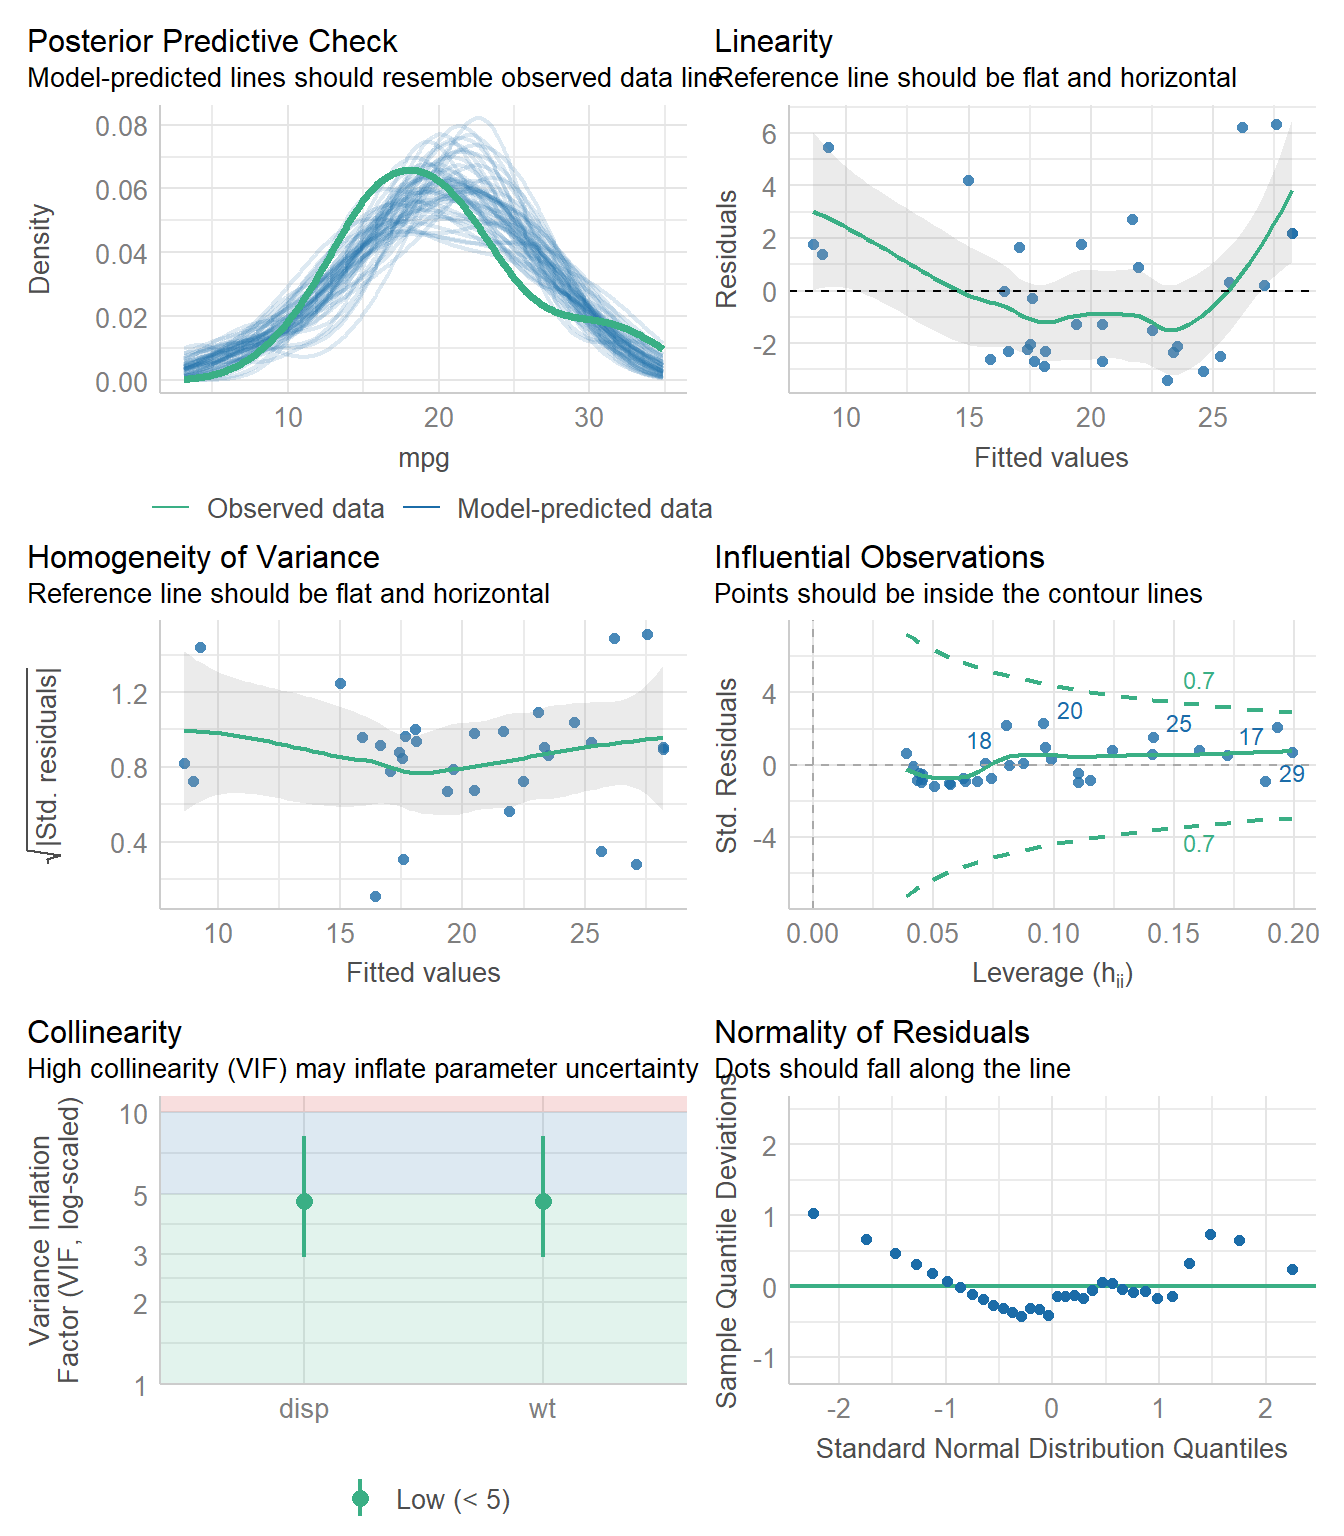 Posterior Predictive Check
Model-predicted lines should resemble observed data line
0.08
0.06
0.04
0.02
0.00
Density
10
20
30
mpg
Observed data
Model-predicted data
Linearity
Reference line should be flat and horizontal
6
4
2
0
-2
Residuals
10
15
20
25
Fitted values
Homogeneity of Variance
Reference line should be flat and horizontal
1.2
0.8
0.4
√|Std. residuals|
10
15
20
25
Fitted values
Influential Observations
Points should be inside the contour lines
4
0
-4
Std. Residuals
0.7
20
25
18
17
29
0.7
0.00
0.05
0.10
0.15
0.20
Leverage (hii)
Collinearity
High collinearity (VIF) may inflate parameter uncertainty
10
5
3
2
1
Variance Inflation
Factor (VIF, log-scaled)
disp
wt
Low (< 5)
Normality of Residuals
Dots should fall along the line
2
1
0
-1
Sample Quantile Deviations
-2
-1
0
1
2
Standard Normal Distribution Quantiles